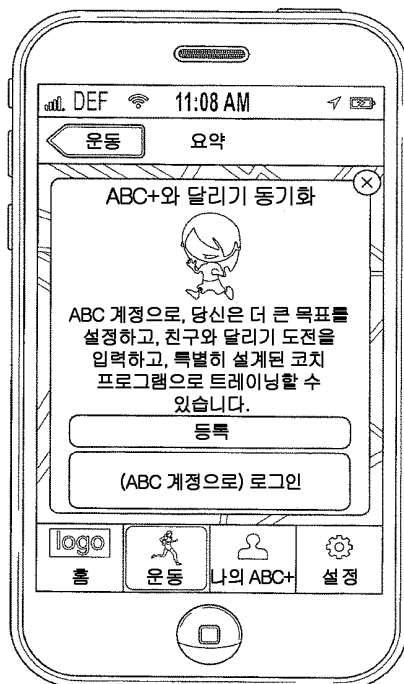 DEF 11:08 AM
운동 요약
ABC+와 달리기 동기화
ABC 계정으로, 당신은 더 큰 목표를
설정하고, 친구와 달리기 도전을
입력하고, 특별히 설계된 코치
프로그램으로 트레이닝할 수
있습니다.
등록
(ABC 계정으로) 로그인
logo
홈 운동 나의 ABC+ 설정